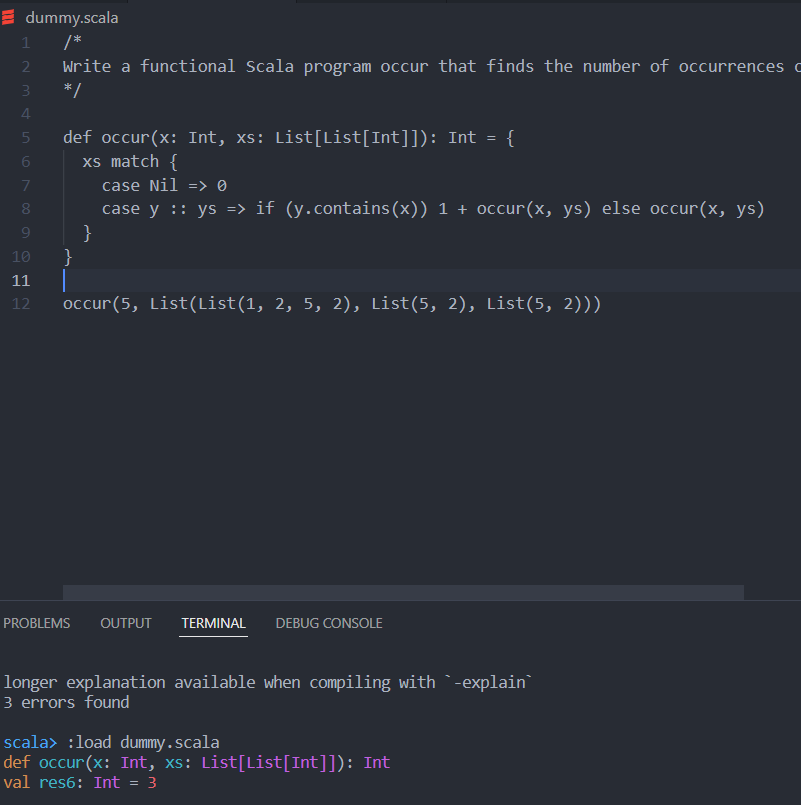 dummy.scala
1 /*
2 Write a functional Scala program occur that finds the number of occurrences
3 */
4
5 def occur(x: Int, xs: List[List[Int]]): Int = {
6 xs match {
7 case Nil => 0
8 case y :: ys => if (y.contains(x)) 1 + occur(x, ys) else occur(x, ys)
9 }
10 }
11
12 occur(5, List(List(1, 2, 5, 2), List(5, 2), List(5, 2)))
PROBLEMS OUTPUT TERMINAL DEBUG CONSOLE
longer explanation available when compiling with `-explain`
3 errors found
scala> :load dummy.scala
def occur(x: Int, xs: List[List[Int]]): Int
val res6: Int = 3